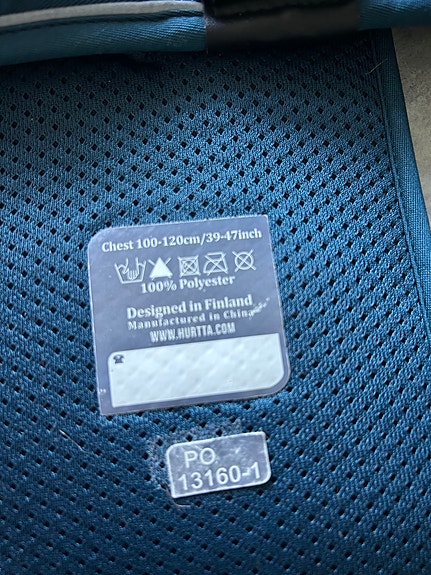 Chest 100-120cm/39-47inch
100% Polyester
Designed in Finland
Manufactured in China
WWW.HURTTA.COM
PO
13160-1